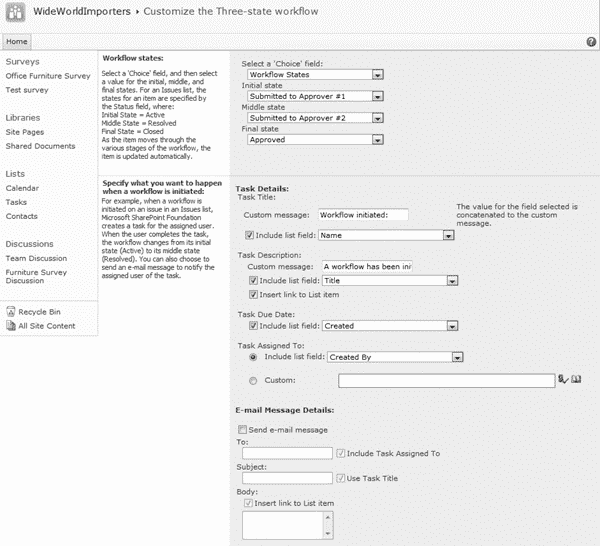 WideWorldImporters ▸ Customize the Three-state workflow
Home
Surveys
Office Furniture Survey
Test survey
Libraries
Site Pages
Shared Documents
Lists
Calendar
Tasks
Contacts
Discussions
Team Discussion
Furniture Survey
Discussion
Recycle Bin
All Site Content
Workflow states:
Select a 'Choice' field, and then select
a value for the initial, middle, and
final states. For an Issues list, the
states for an item are specified by
the Status field, where:
Initial State = Active
Middle State = Resolved
Final State = Closed
As the item moves through the
various stages of the workflow, the
item is updated automatically.
Select a 'Choice' field:
Workflow States
Initial state
Submitted to Approver #1
Middle state
Submitted to Approver #2
Final state
Approved
Specify what you want to happen
when a workflow is initiated:
For example, when a workflow is
initiated on an issue in an Issues list,
Microsoft SharePoint Foundation
creates a task for the assigned user.
When the user completes the task,
the workflow changes from its initial
state (Active) to its middle state
(Resolved). You can also choose to
send an e-mail message to notify the
assigned user of the task.
Task Details:
Task Title:
Custom message: Workflow initiated:
The value for the field selected is
concatenated to the
custom message.
Include list field: Name
Task Description:
Custom message: A workflow has been ini
Include list field: Title
Insert link to List item
Task Due Date:
Include list field: Created
Task Assigned To:
Include list field: Created By
Custom:
E-mail Message Details:
Send e-mail message
To:
Include Task Assigned To
Subject:
Use Task Title
Body:
Insert link to List item